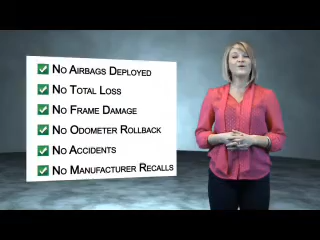 No Airbags Deployed
No Total Loss
No Frame Damage
No Odometer Rollback
No Accidents
No Manufacturer Recalls